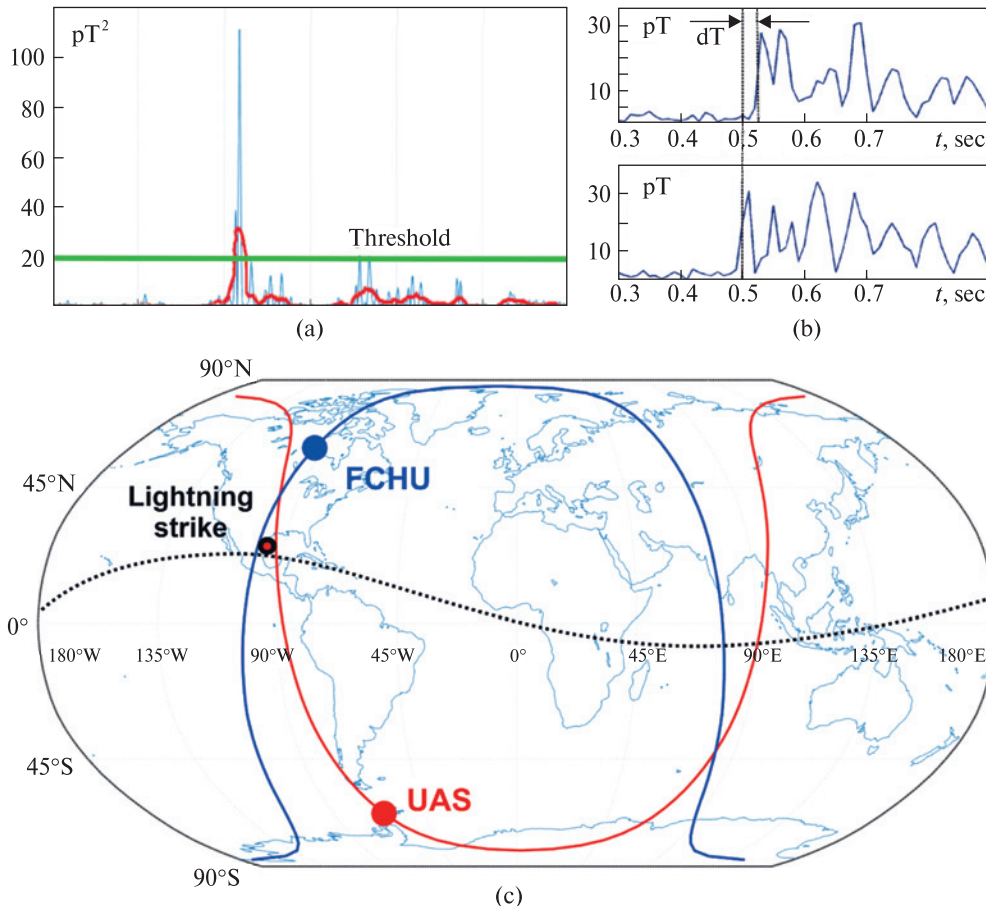 pT²
100
80
60
40
20
Threshold
(a)
30
pT
dT
10
0.3 0.4 0.5 0.6 0.7 t, sec
30
pT
10
0.3 0.4 0.5 0.6 0.7 t, sec
(b)
90°N
FCHU
45°N
Lightning
strike
0°
180°W 135°W 90°W 45°W 0° 45°E 90°E 135°E 180°E
45°S
UAS
90°S
(c)